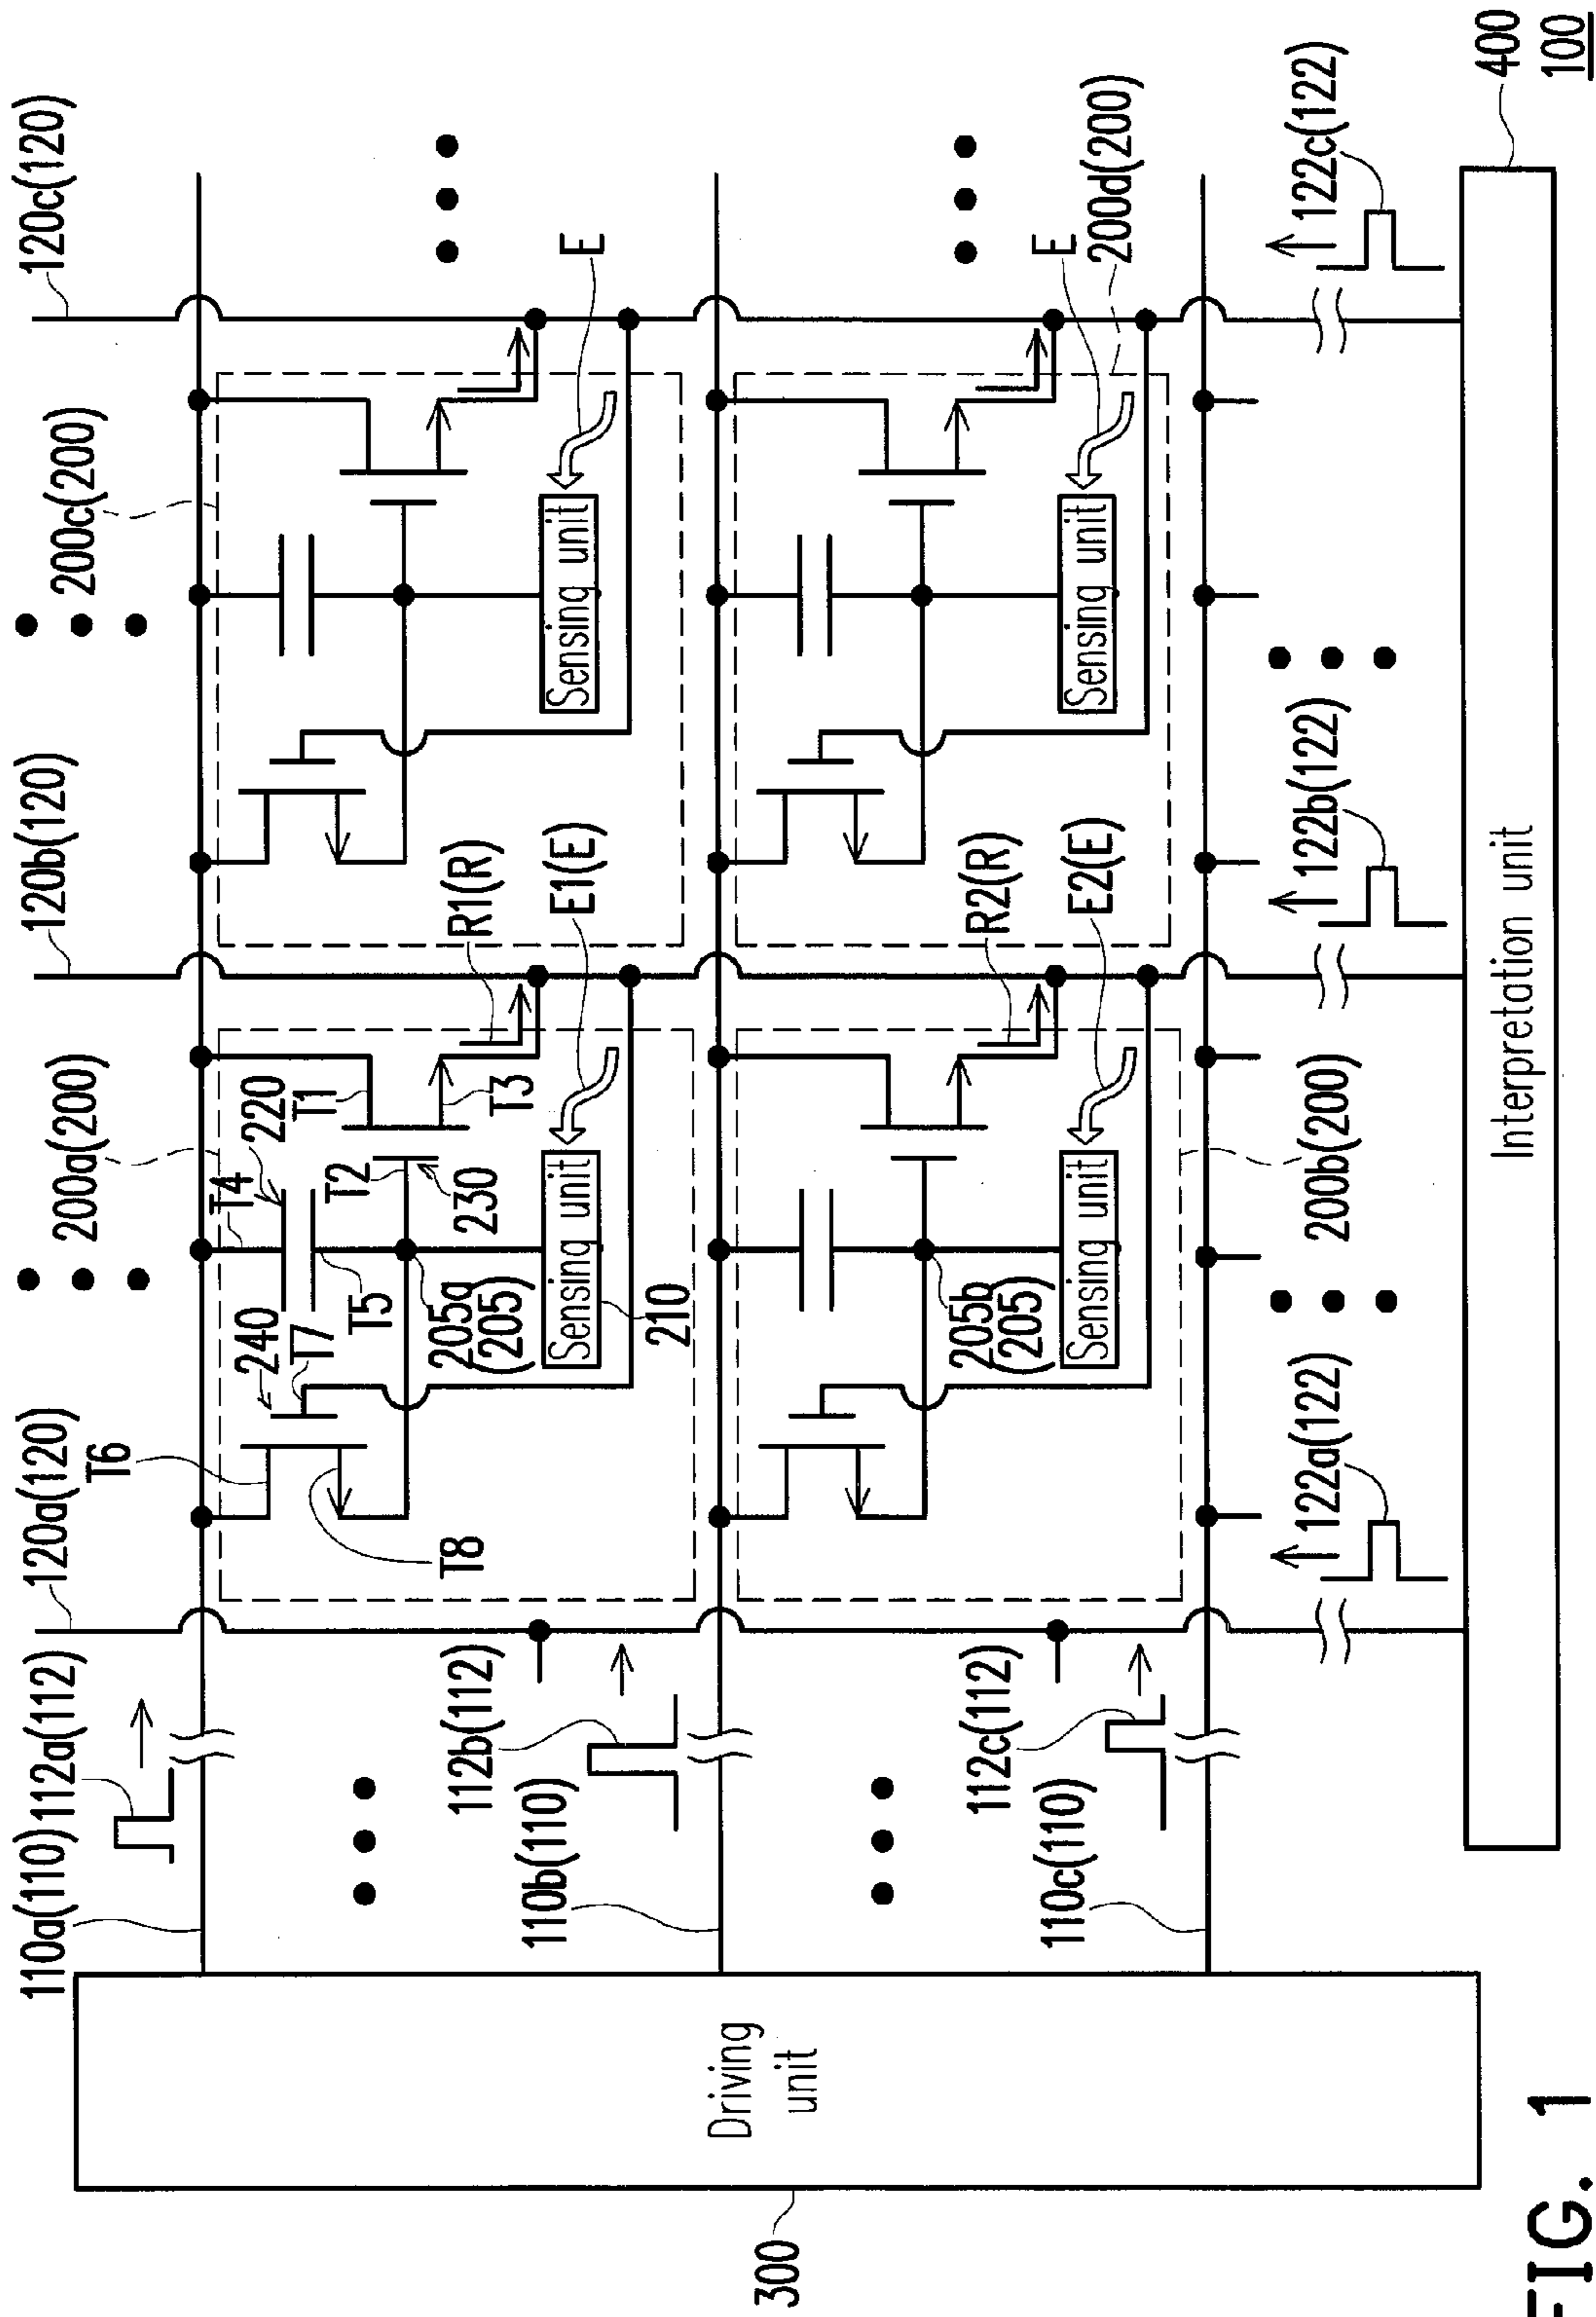 110a(110)
112a(112)
120a(120)
200a(200)
120b(120)
200c(200)
120c(120)
T6
240
T7
T4
220
T1
T2
T3
T5
230
T8
205a
(205)
R1(R)
E1(E)
Sensing unit
210
Sensing unit
E
112b(112)
110b(110)
205b
(205)
R2(R)
E2(E)
Sensing unit
Sensing unit
E
200d(200)
112c(112)
110c(110)
200b(200)
122a(122)
122b(122)
122c(122)
Driving
unit
300
Interpretation unit
400
100
FIG. 1